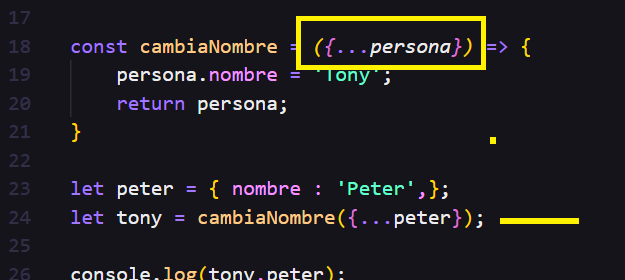 17
18 const cambiaNombre = ({...persona}) => {
19 persona.nombre = 'Tony';
20 return persona;
21 }
22
23 let peter = { nombre : 'Peter',};
24 let tony = cambiaNombre({...peter});
25
26 console.log(tony,peter);